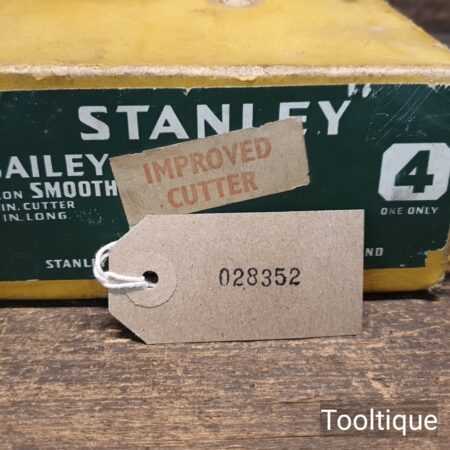 STANLEY
AILEY
IMPROVED
CUTTER
ON SMOOTH
IN. CUTTER
IN. LONG
4
ONE ONLY
STANL
ND
028352
Tooltique